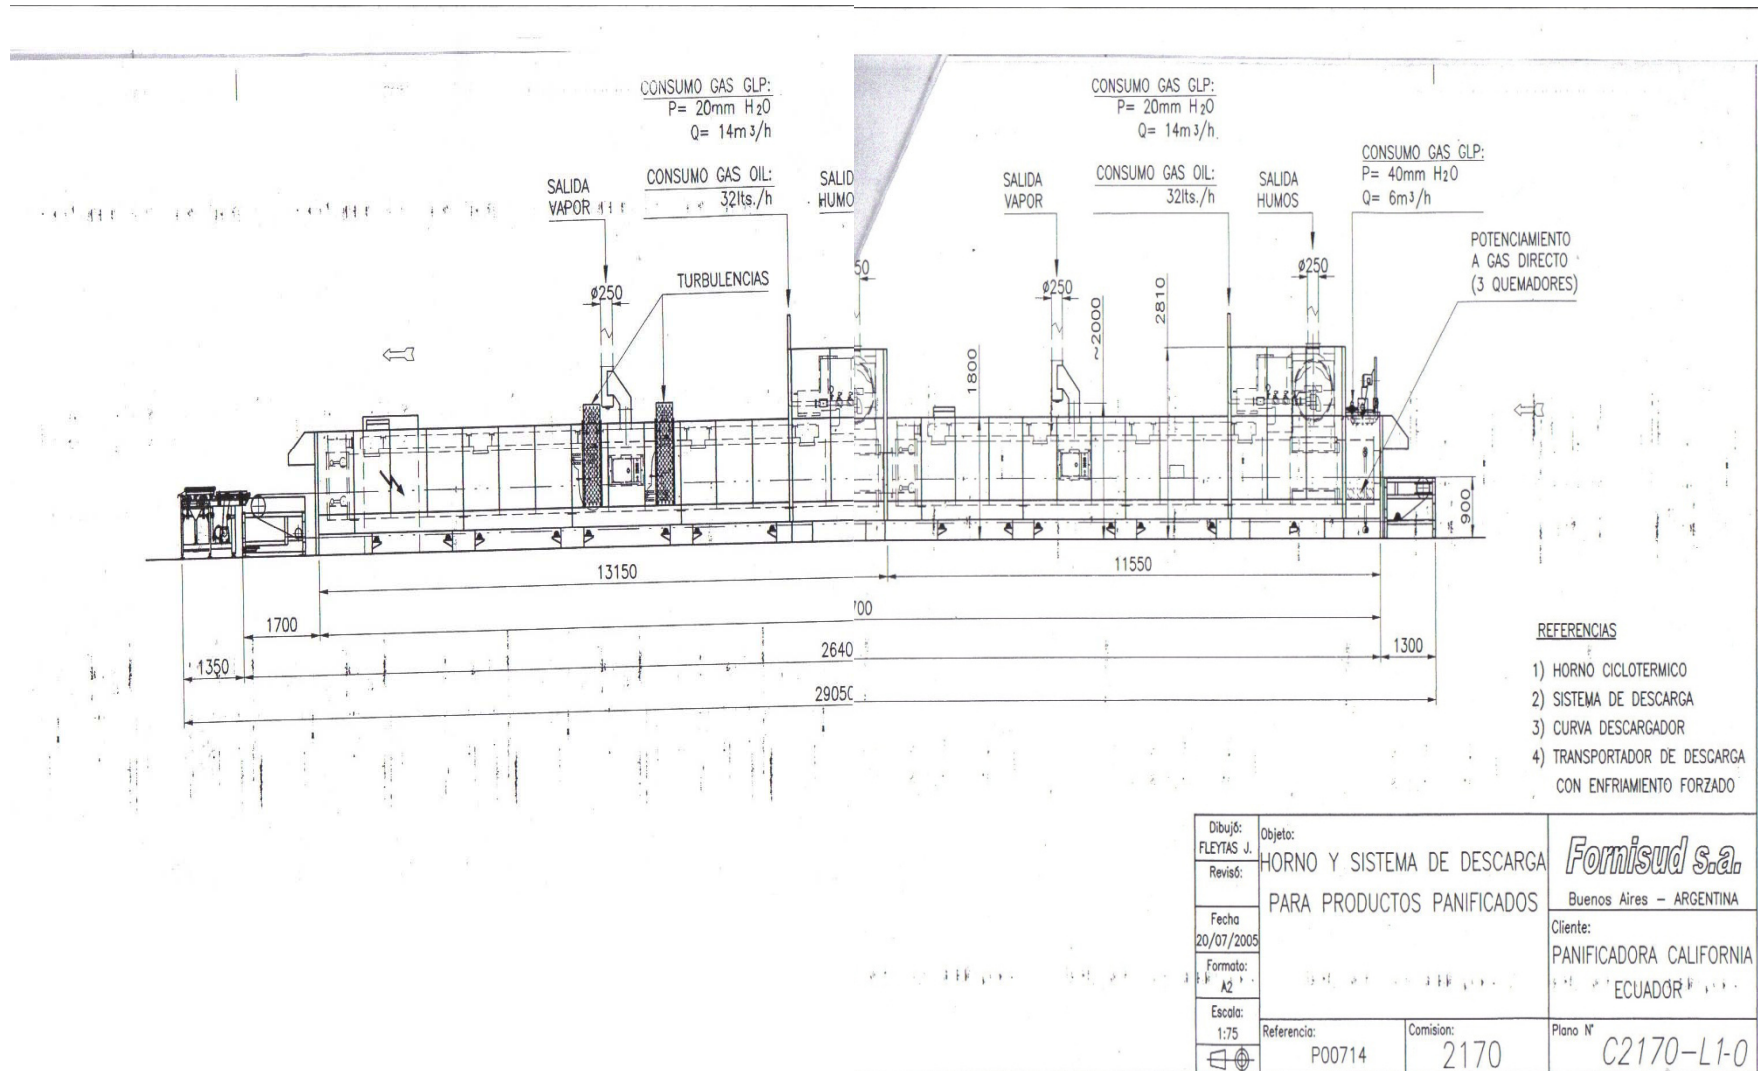 CONSUMO GAS GLP:
P= 20mm H2O
Q= 14m3/h
CONSUMO GAS OIL:
32lts./h
SALIDA
VAPOR
SALID
HUMO
TURBULENCIAS
ø250
50
CONSUMO GAS GLP:
P= 20mm H2O
Q= 14m3/h
CONSUMO GAS OIL:
32lts./h
SALIDA
VAPOR
SALIDA
HUMOS
CONSUMO GAS GLP:
P= 40mm H2O
Q= 6m3/h
POTENCIAMIENTO
A GAS DIRECTO
(3 QUEMADORES)
ø250
ø250
1800
~2000
2810
900
13150
11550
1700
700
1350
2640
1300
29050
REFERENCIAS
1) HORNO CICLOTERMICO
2) SISTEMA DE DESCARGA
3) CURVA DESCARGADOR
4) TRANSPORTADOR DE DESCARGA
CON ENFRIAMIENTO FORZADO
Dibujó:
FLEYTAS J.
Revisó:
Fecha
20/07/2005
Formato:
A2
Escala:
1:75
Objeto:
HORNO Y SISTEMA DE DESCARGA
PARA PRODUCTOS PANIFICADOS
Referencia:
P00714
Comision:
2170
Fornisud s.a.
Buenos Aires – ARGENTINA
Cliente:
PANIFICADORA CALIFORNIA
ECUADOR
Plano N°
C2170-L1-0